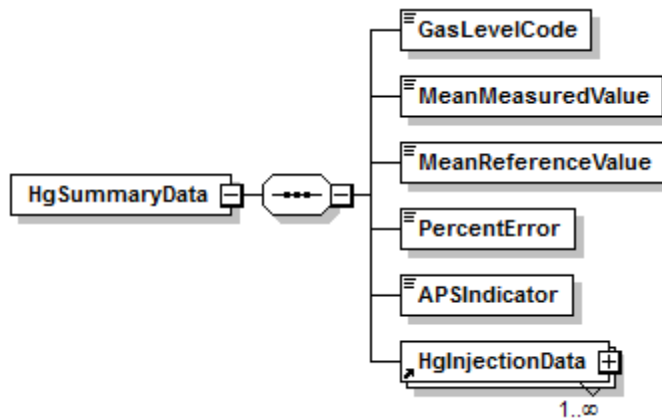 GasLevelCode
MeanMeasuredValue
MeanReferenceValue
HgSummaryData
PercentError
APSIndicator
HgInjectionData
1..∞